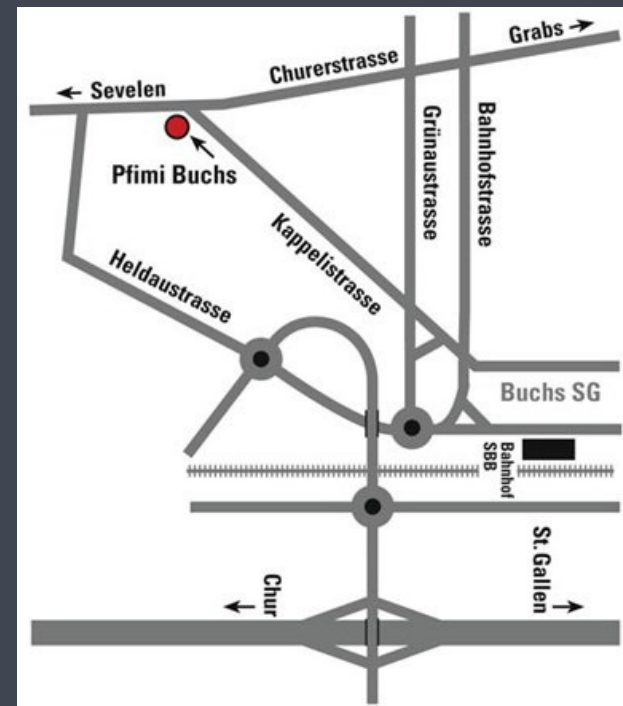 Grabs →
Churerstrasse
← Sevelen
Pfimi Buchs
Grünaustrasse
Bahnhofstrasse
Kappelistrasse
Heldaustrasse
Buchs SG
Bahnhof
SBB
Chur
St. Gallen